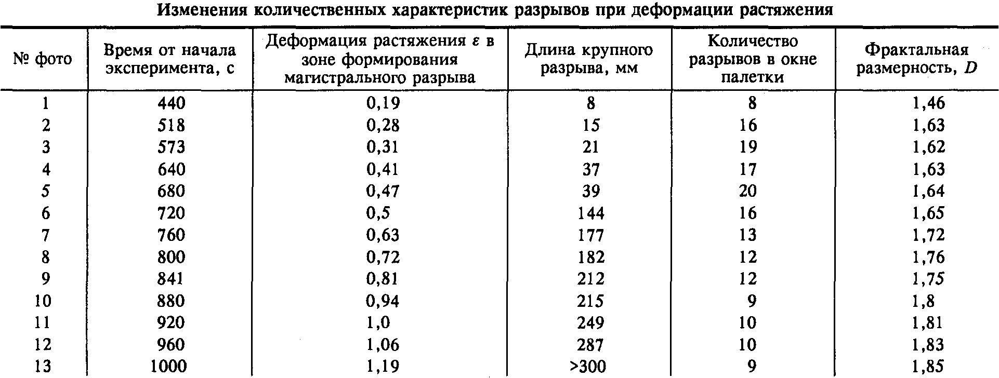 Изменения количественных характеристик разрывов при деформации растяжения
№ фото | Время от начала эксперимента, с | Деформация растяжения ε в зоне формирования магистрального разрыва | Длина крупного разрыва, мм | Количество разрывов в окне палетки | Фрактальная размерность, D
1 | 440 | 0,19 | 8 | 8 | 1,46
2 | 518 | 0,28 | 15 | 16 | 1,63
3 | 573 | 0,31 | 21 | 19 | 1,62
4 | 640 | 0,41 | 37 | 17 | 1,63
5 | 680 | 0,47 | 39 | 20 | 1,64
6 | 720 | 0,5 | 144 | 16 | 1,65
7 | 760 | 0,63 | 177 | 13 | 1,72
8 | 800 | 0,72 | 182 | 12 | 1,76
9 | 841 | 0,81 | 212 | 12 | 1,75
10 | 880 | 0,94 | 215 | 9 | 1,8
11 | 920 | 1,0 | 249 | 10 | 1,81
12 | 960 | 1,06 | 287 | 10 | 1,83
13 | 1000 | 1,19 | >300 | 9 | 1,85